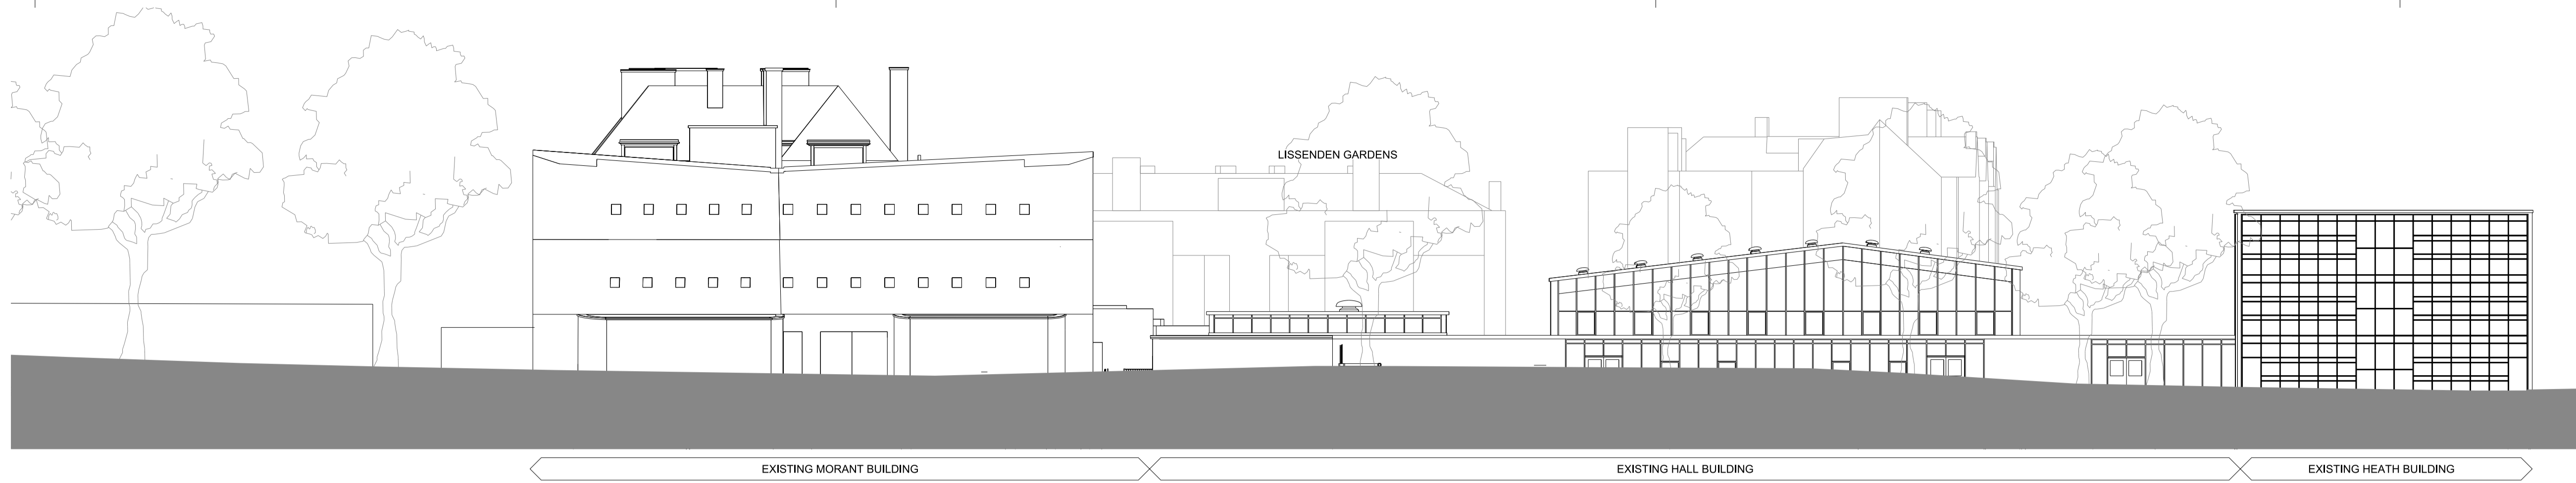 LISSENDEN GARDENS
EXISTING MORANT BUILDING
EXISTING HALL BUILDING
EXISTING HEATH BUILDING